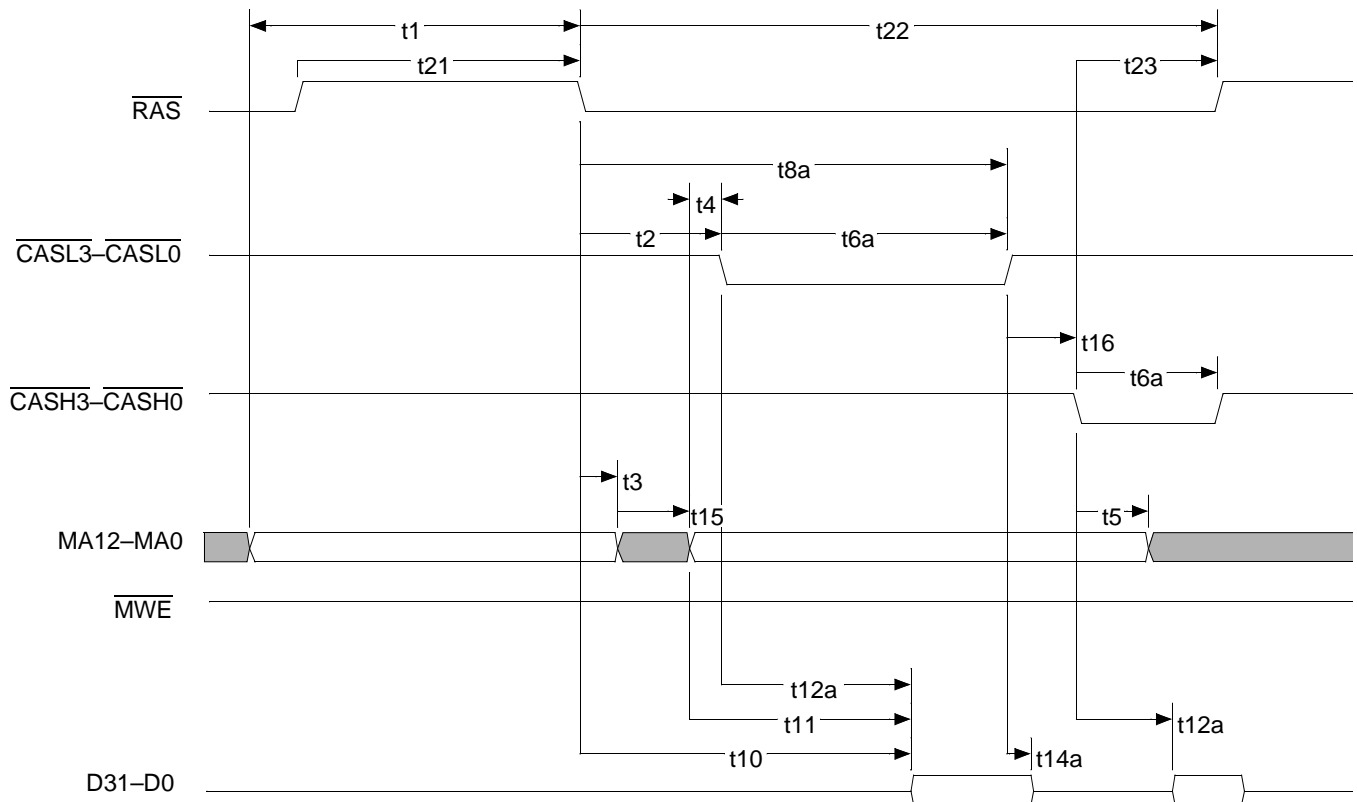 t1
t22
t21
t23
RAS
t8a
t4
t2
t6a
CASL3–CASL0
t16
t6a
CASH3–CASH0
t3
t15
t5
MA12–MA0
MWE
t12a
t11
t12a
t10
t14a
D31–D0